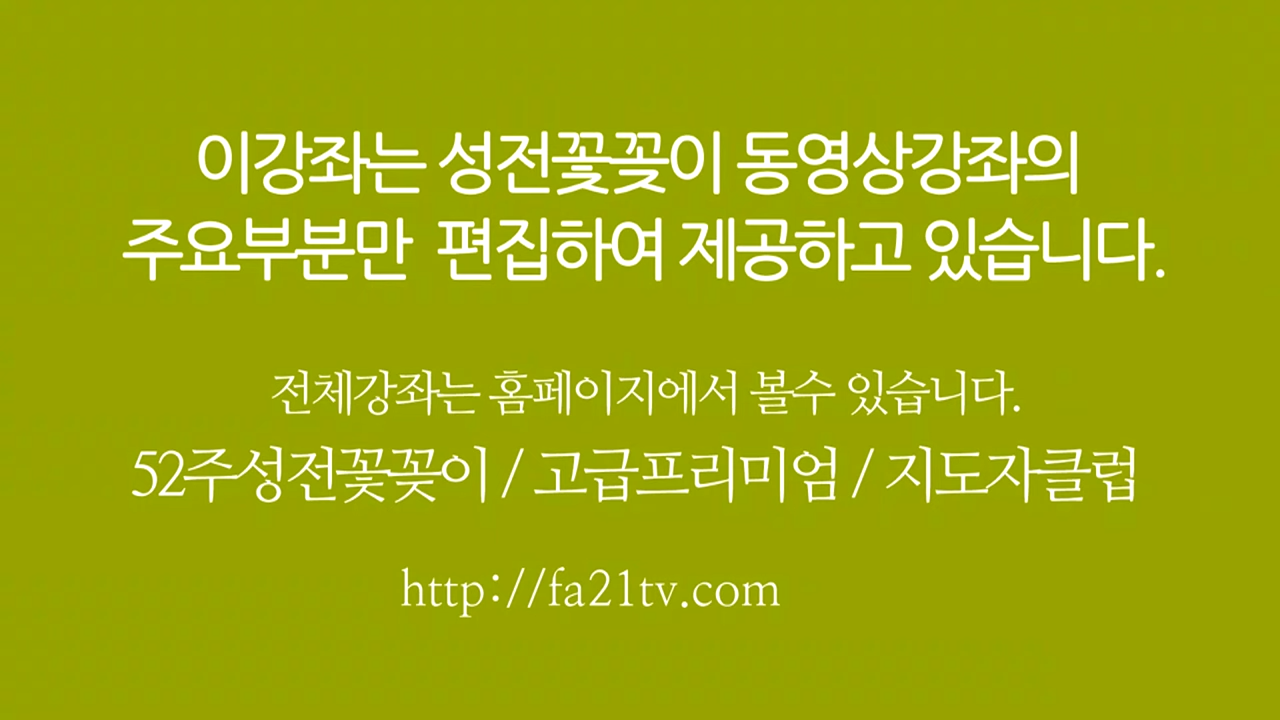 이강좌는 성전꽃꽂이 동영상강좌의
주요부분만 편집하여 제공하고 있습니다.
전체강좌는 홈페이지에서 볼수 있습니다.
52주성전꽃꽂이 / 고급프리미엄 / 지도자클럽
http://fa21tv.com